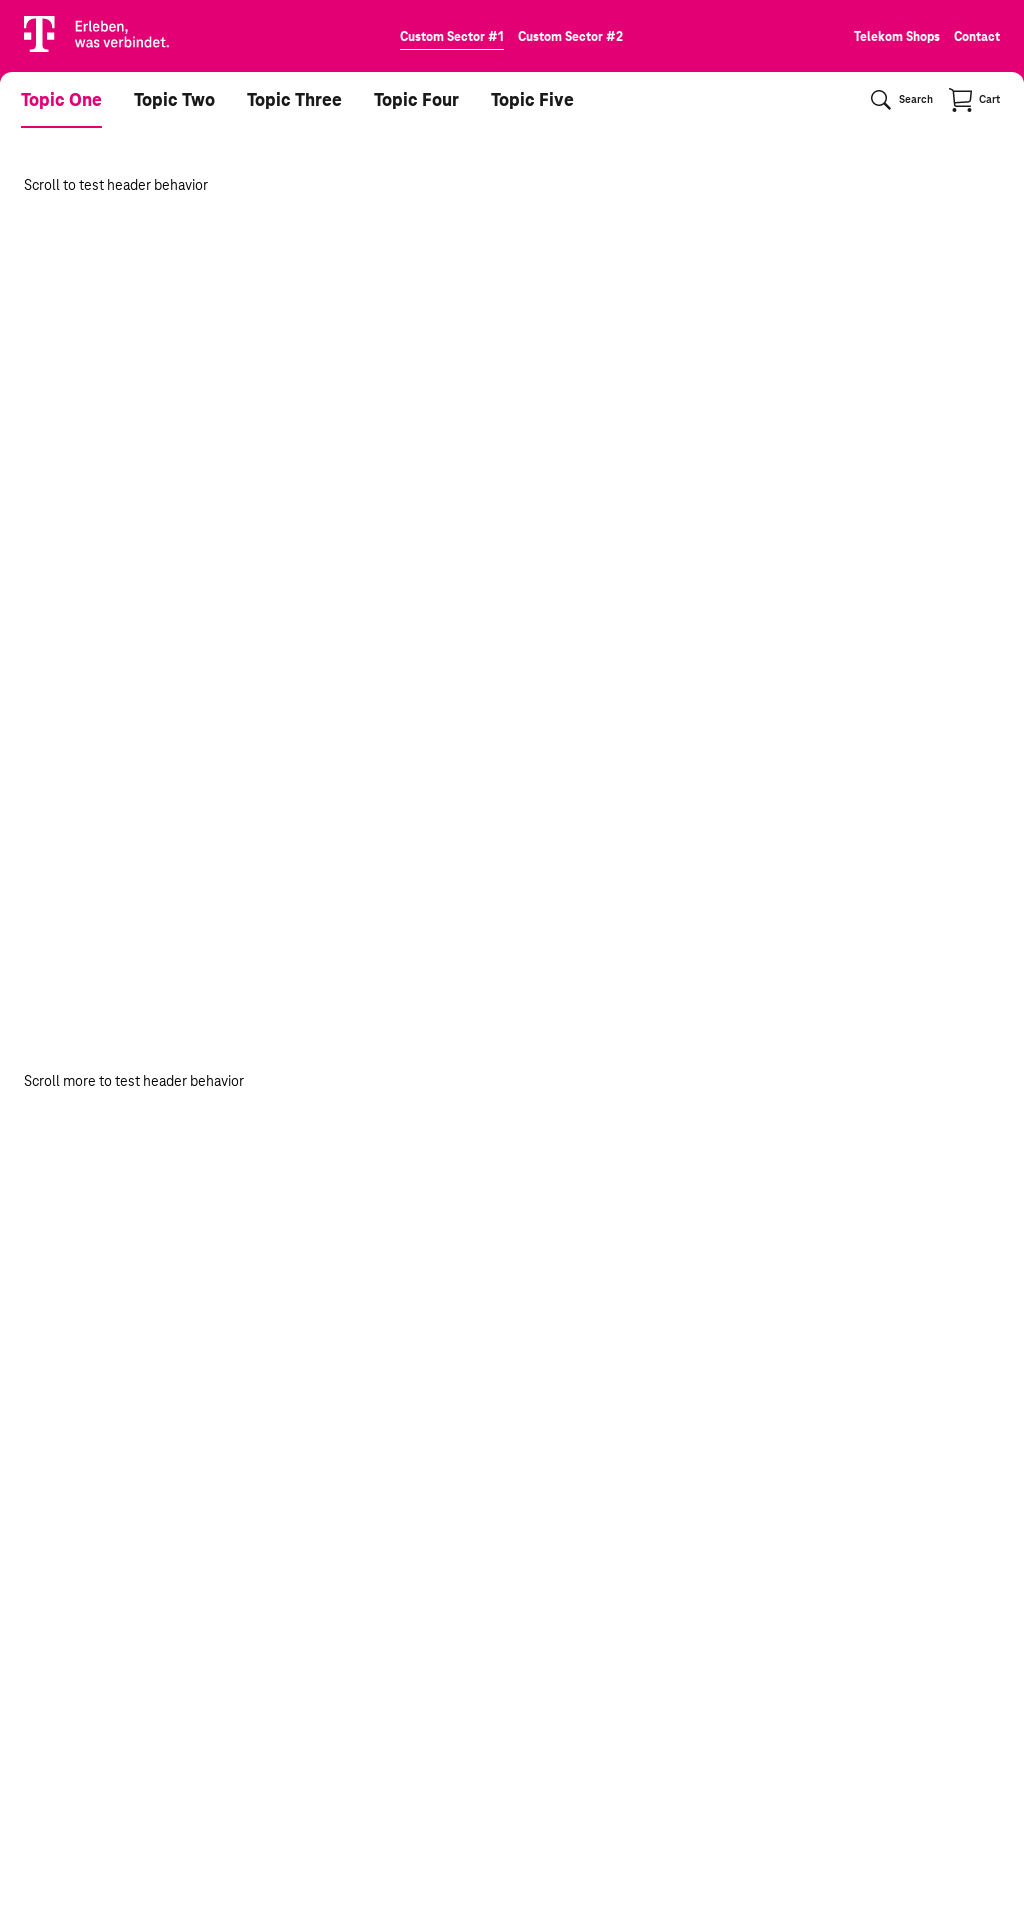 Erleben,
was verbindet.
Custom Sector #1 Custom Sector #2
Telekom Shops Contact
Topic One Topic Two Topic Three Topic Four Topic Five
Search Cart
Scroll to test header behavior
Scroll more to test header behavior